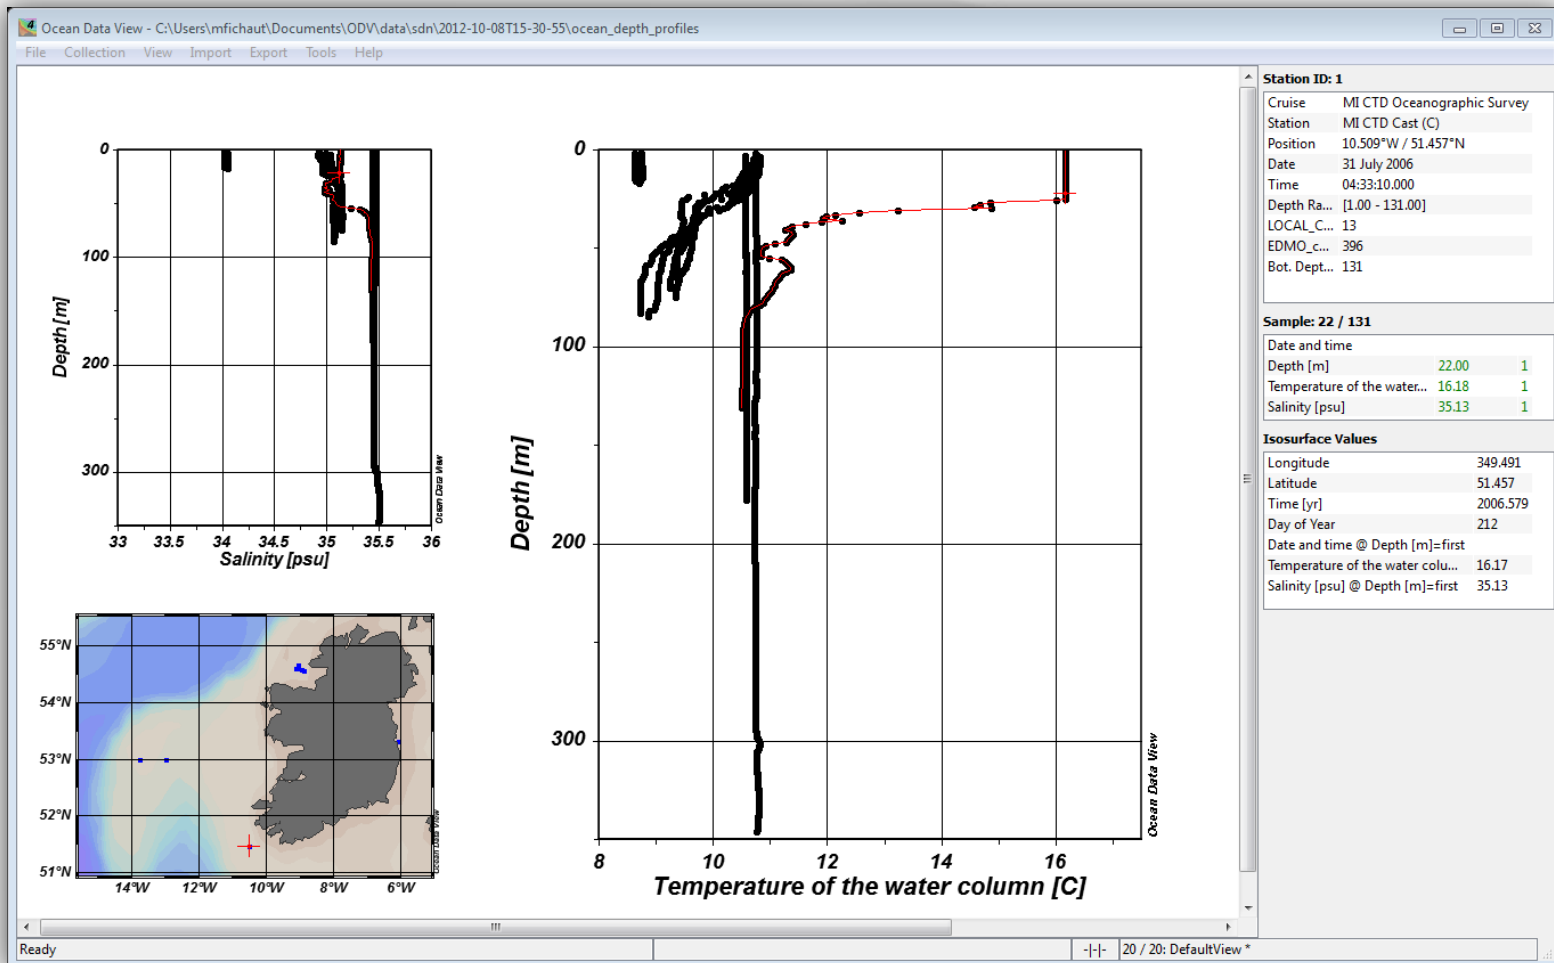 Ocean Data View - C:\Users\mfichaut\Documents\ODV\data\sdn\2012-10-08T15-30-55\ocean_depth_profiles
File Collection View Import Export Tools Help
0
100
200
300
Depth [m]
33 33.5 34 34.5 35 35.5 36
Salinity [psu]
Ocean Data View
55°N
54°N
53°N
52°N
51°N
14°W 12°W 10°W 8°W 6°W
Ocean Data View
0
100
200
300
Depth [m]
8 10 12 14 16
Temperature of the water column [C]
Ocean Data View
Station ID: 1
Cruise MI CTD Oceanographic Survey
Station MI CTD Cast (C)
Position 10.509°W / 51.457°N
Date 31 July 2006
Time 04:33:10.000
Depth Ra... [1.00 - 131.00]
LOCAL_C... 13
EDMO_c... 396
Bot. Dept... 131
Sample: 22 / 131
Date and time
Depth [m] 22.00 1
Temperature of the water... 16.18 1
Salinity [psu] 35.13 1
Isosurface Values
Longitude 349.491
Latitude 51.457
Time [yr] 2006.579
Day of Year 212
Date and time @ Depth [m]=first
Temperature of the water colu... 16.17
Salinity [psu] @ Depth [m]=first 35.13
Ready
-|-|- 20 / 20: DefaultView *